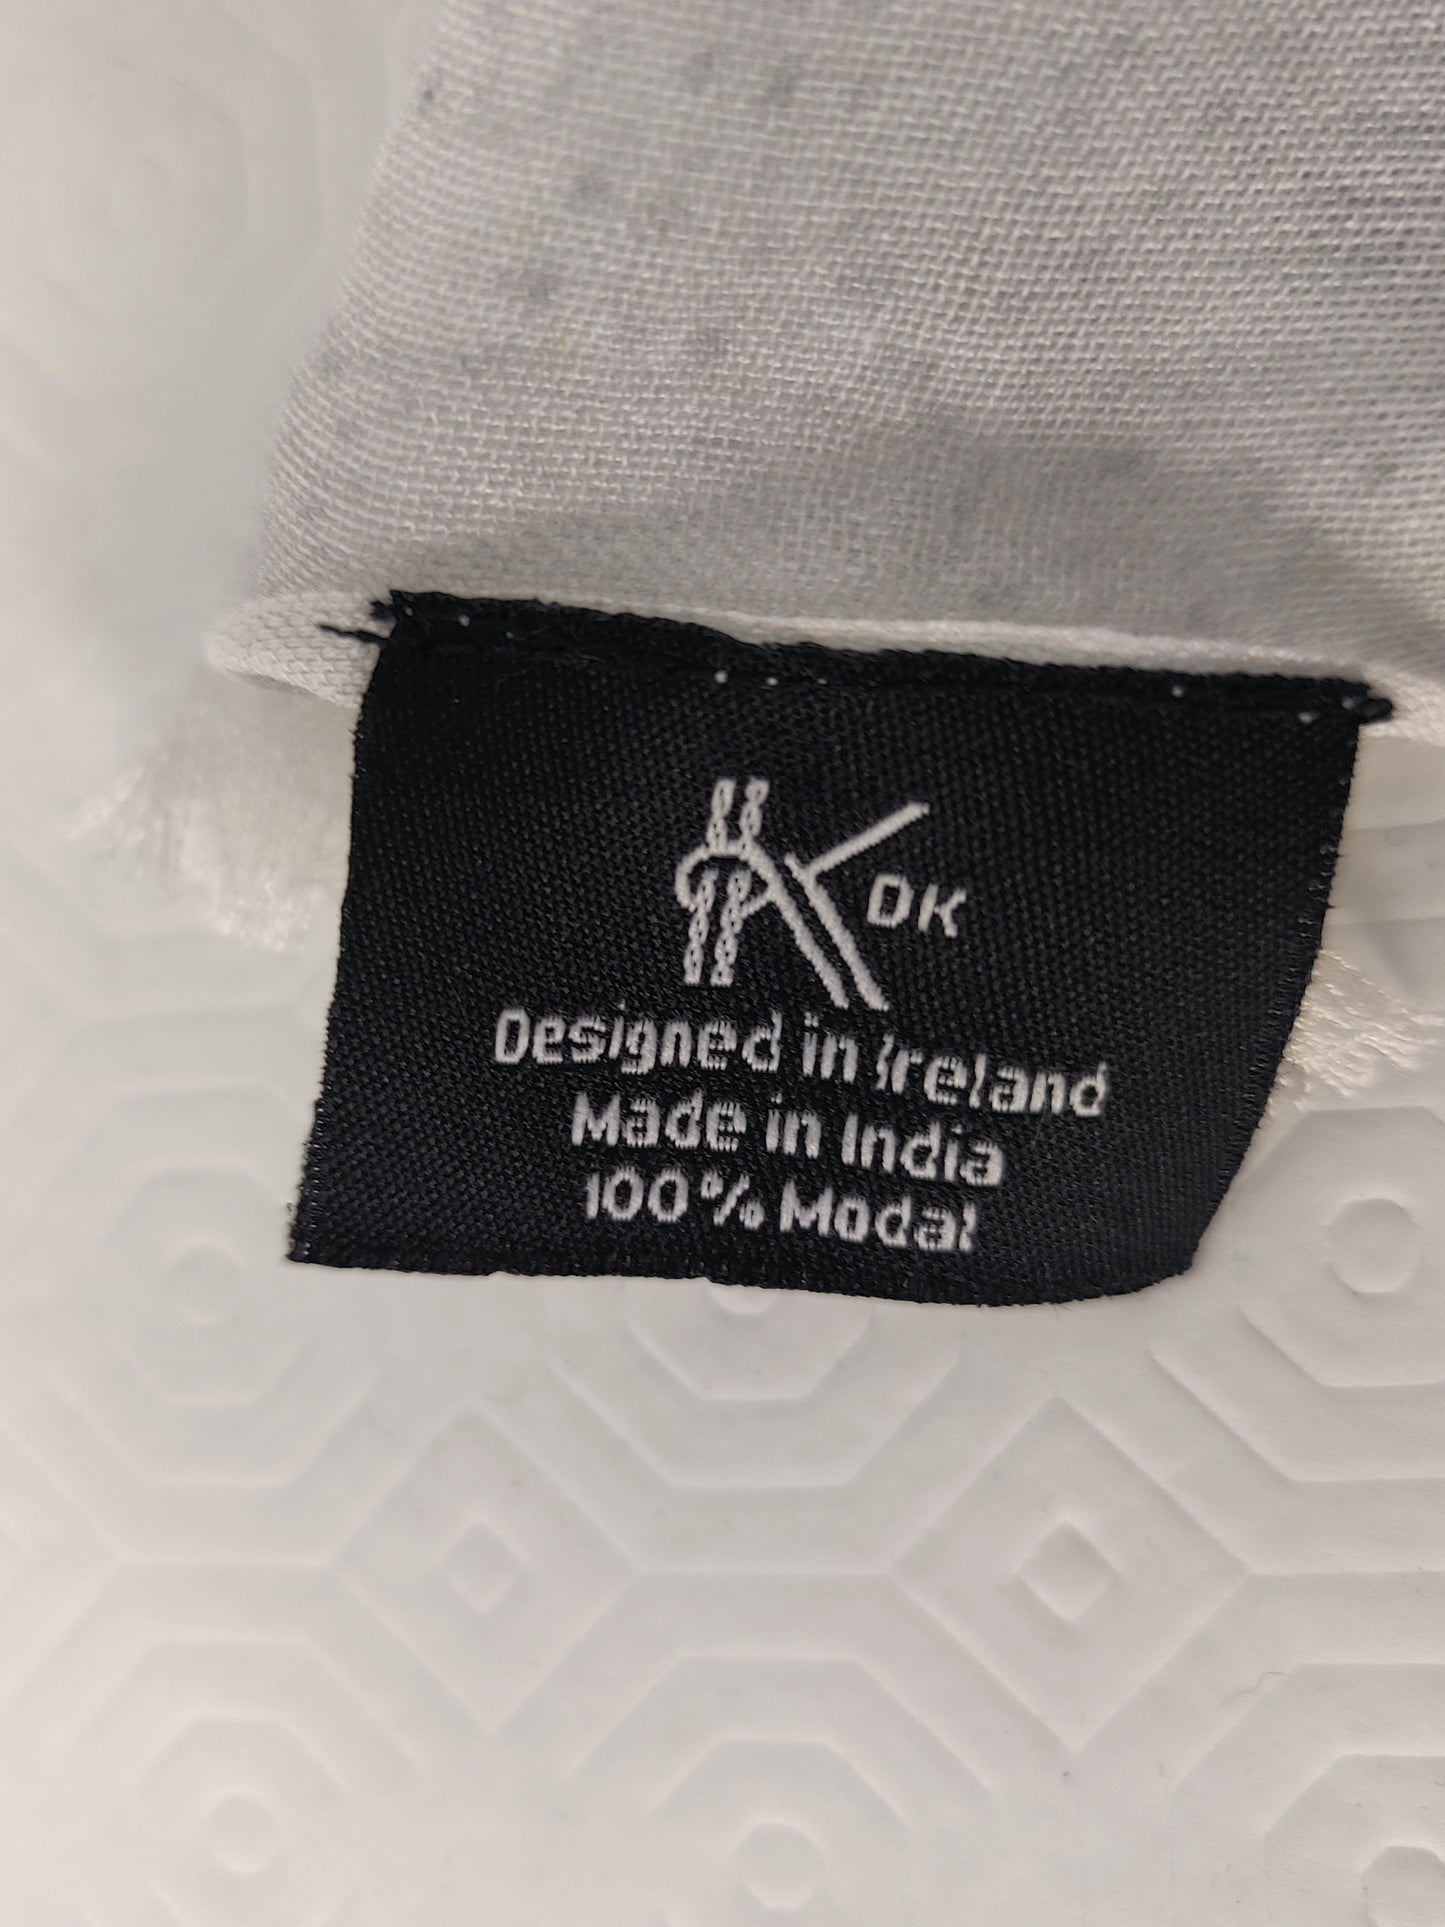 K DK
Designed in Ireland
Made in India
100% Modal